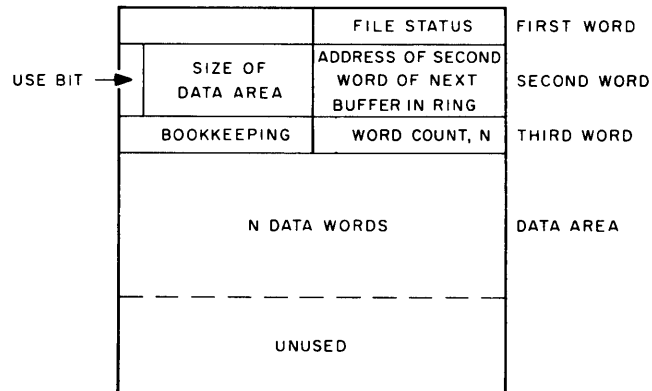 FILE STATUS FIRST WORD
USE BIT SIZE OF DATA AREA
ADDRESS OF SECOND WORD OF NEXT BUFFER IN RING
SECOND WORD
BOOKKEEPING WORD COUNT, N THIRD WORD
N DATA WORDS DATA AREA
UNUSED